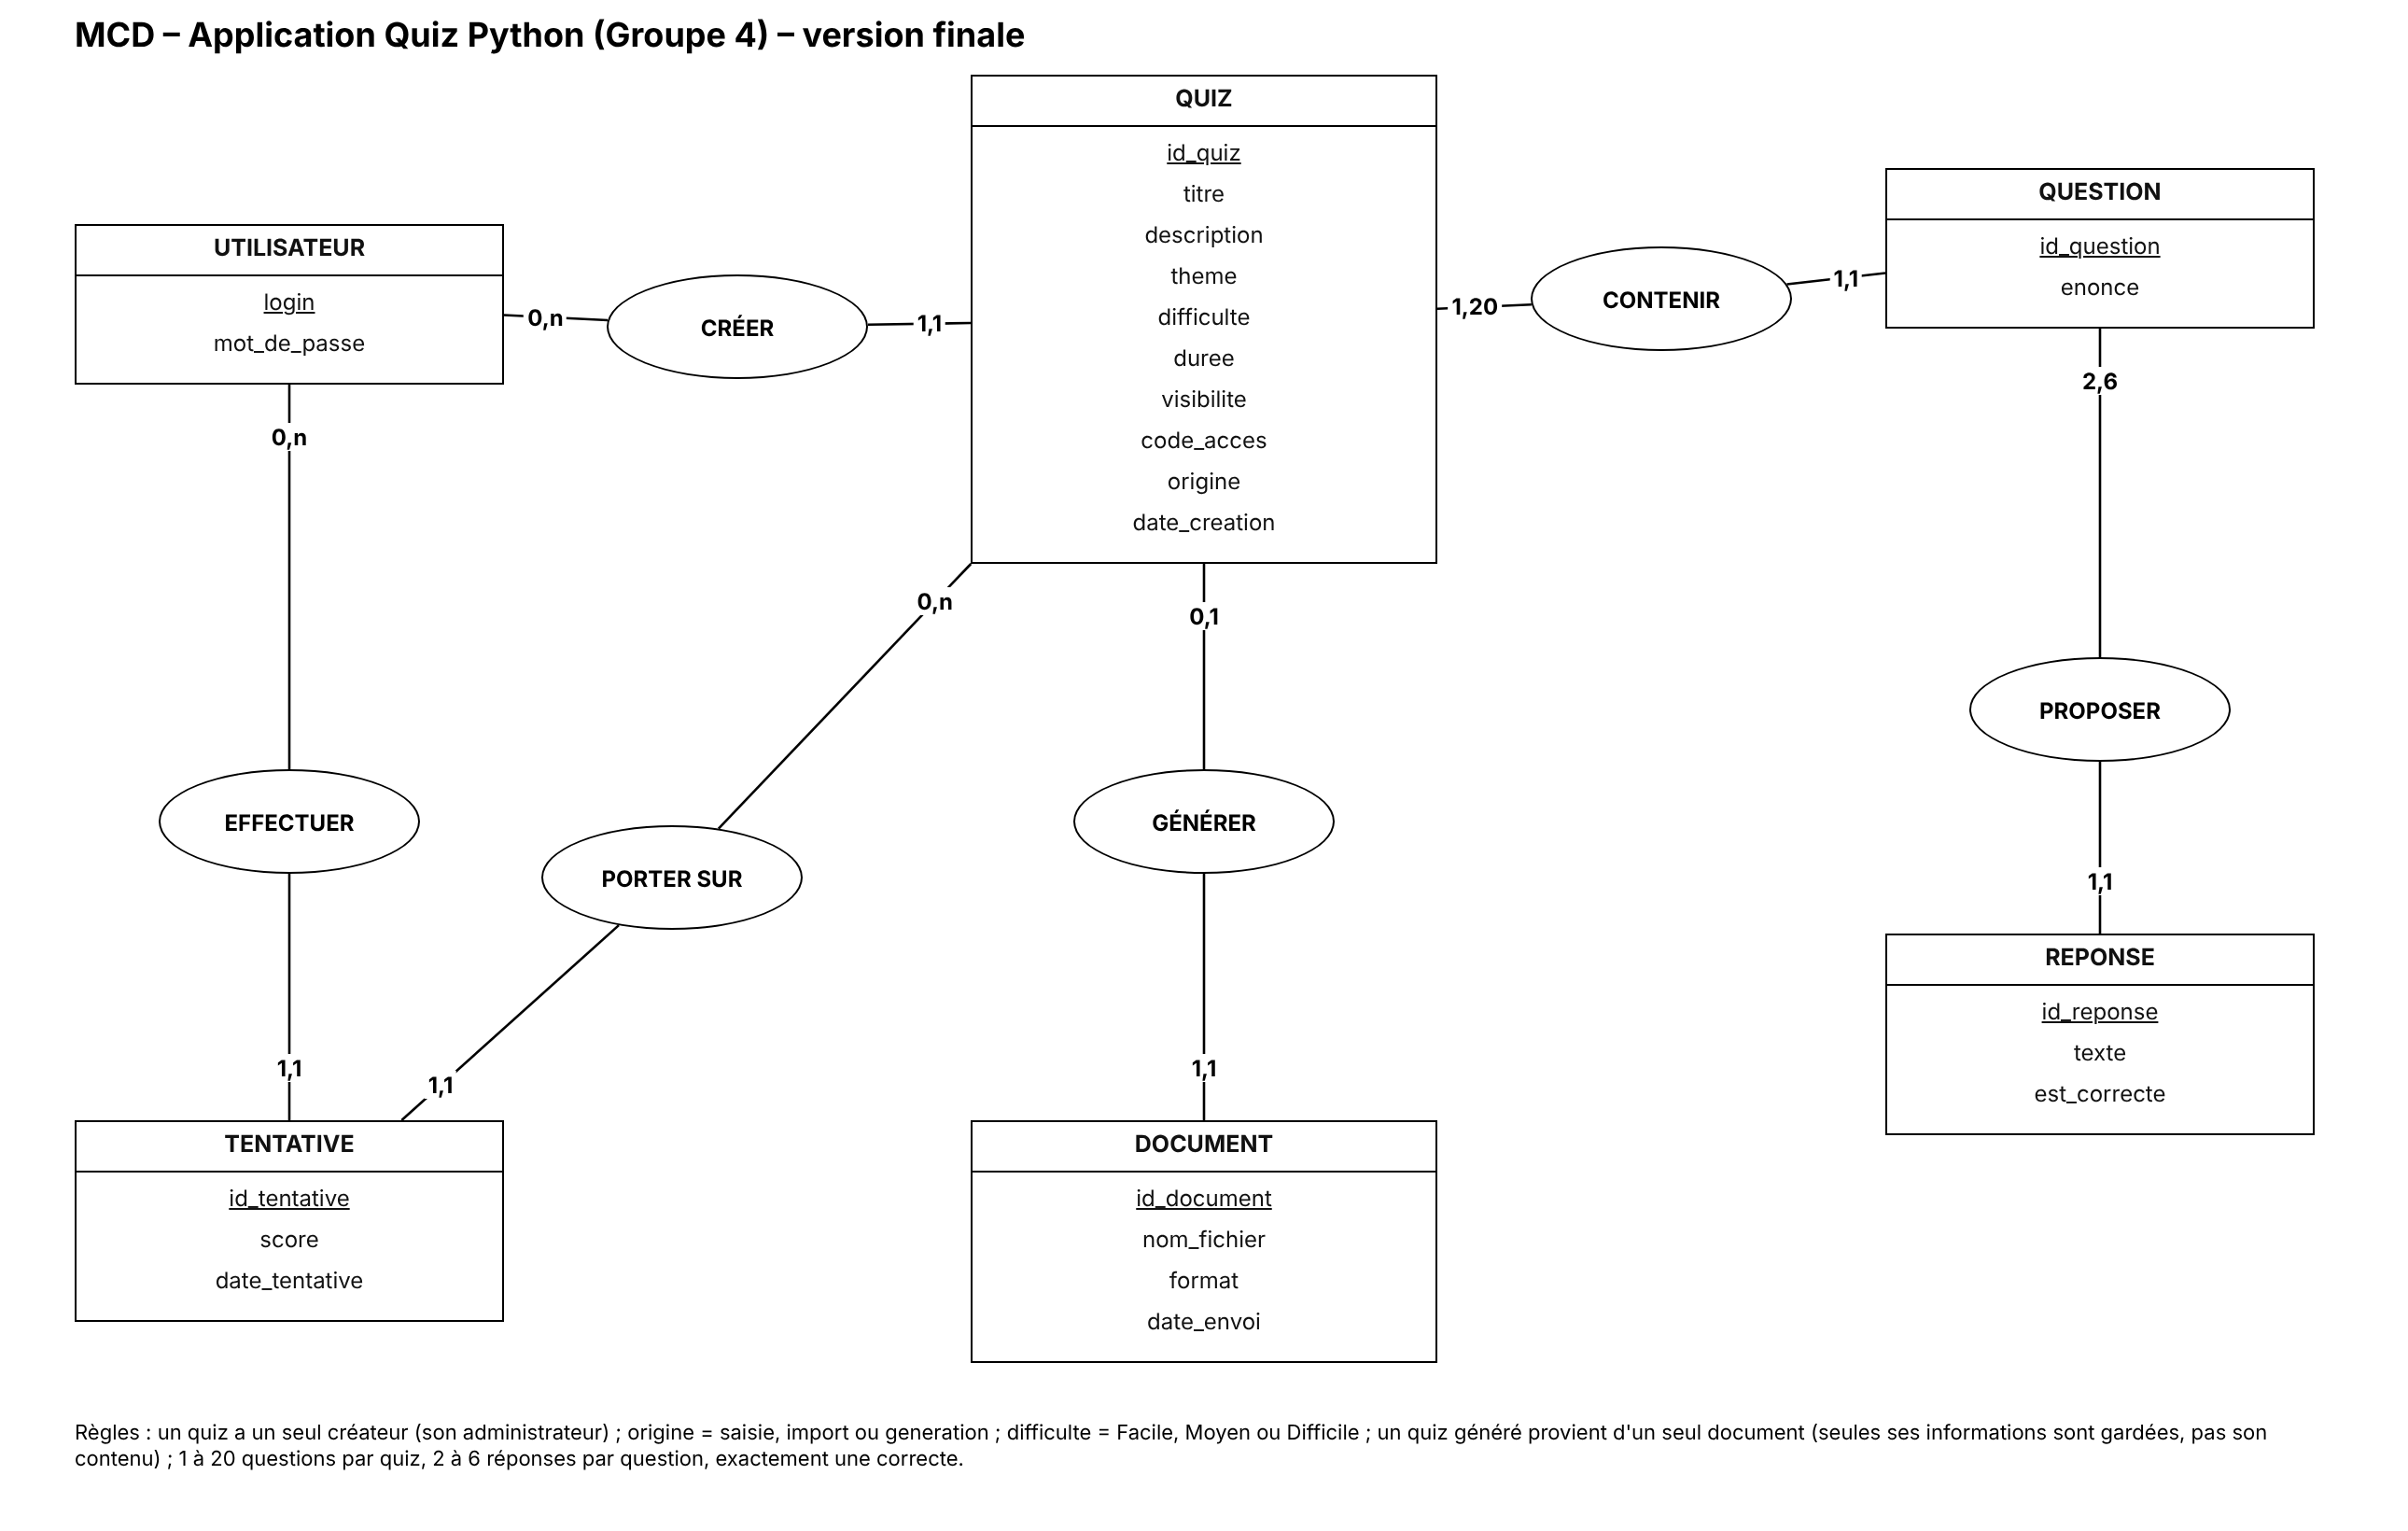 MCD – Application Quiz Python (Groupe 4) – version finale
QUIZ
id_quiz
titre
description
theme
difficulte
duree
visibilite
code_acces
origine
date_creation
UTILISATEUR
login
mot_de_passe
0,n
CRÉER
1,1
1,20
CONTENIR
1,1
QUESTION
id_question
enonce
0,n
0,n
0,1
2,6
EFFECTUER
PORTER SUR
GÉNÉRER
PROPOSER
1,1
1,1
1,1
1,1
TENTATIVE
id_tentative
score
date_tentative
DOCUMENT
id_document
nom_fichier
format
date_envoi
REPONSE
id_reponse
texte
est_correcte
Règles : un quiz a un seul créateur (son administrateur) ; origine = saisie, import ou generation ; difficulte = Facile, Moyen ou Difficile ; un quiz généré provient d'un seul document (seules ses informations sont gardées, pas son
contenu) ; 1 à 20 questions par quiz, 2 à 6 réponses par question, exactement une correcte.